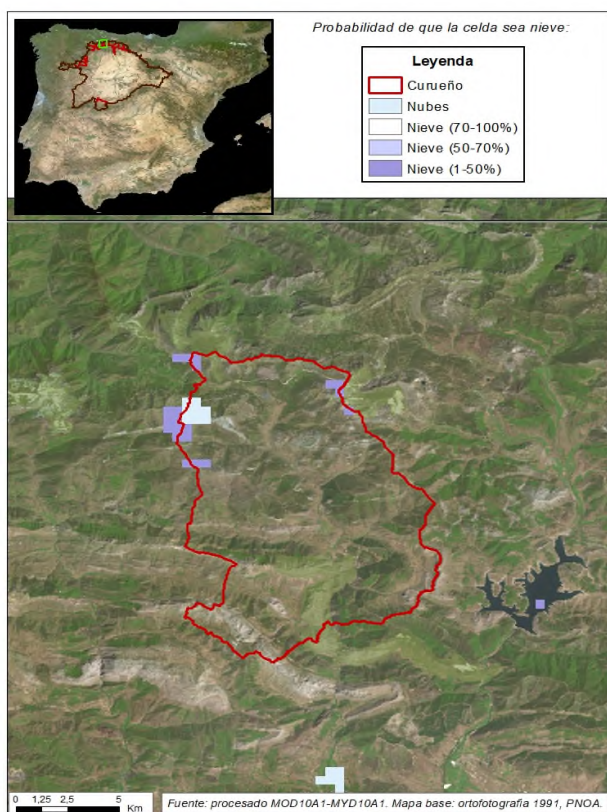 Probabilidad de que la celda sea nieve:
Leyenda
Curueño
Nubes
Nieve (70-100%)
Nieve (50-70%)
Nieve (1-50%)
0 1,25 2,5 5
Km
Fuente: procesado MOD10A1-MYD10A1. Mapa base: ortofotografia 1991, PNOA